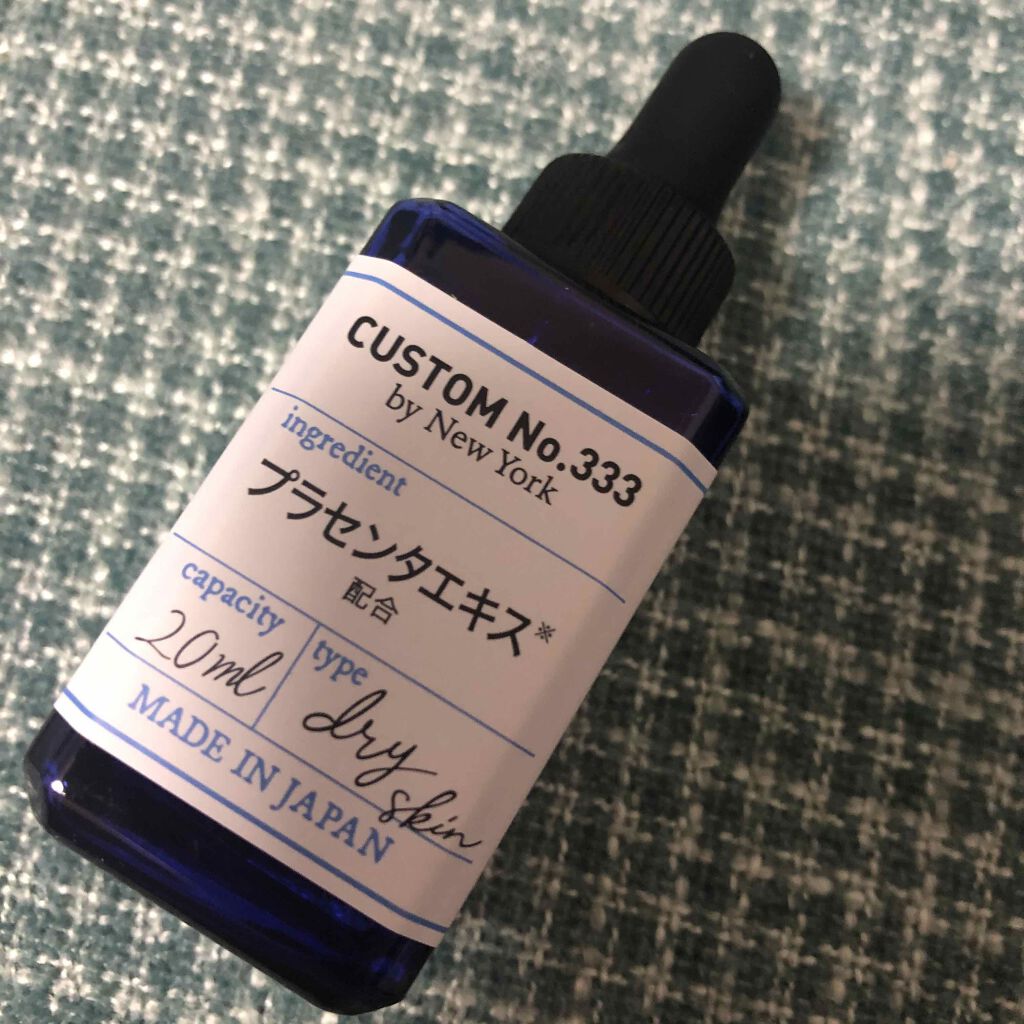 CUSTOM No.333
by New York
ingredient
プラセンタエキス※
配合
capacity
20ml
type
dry
skin
MADE IN JAPAN